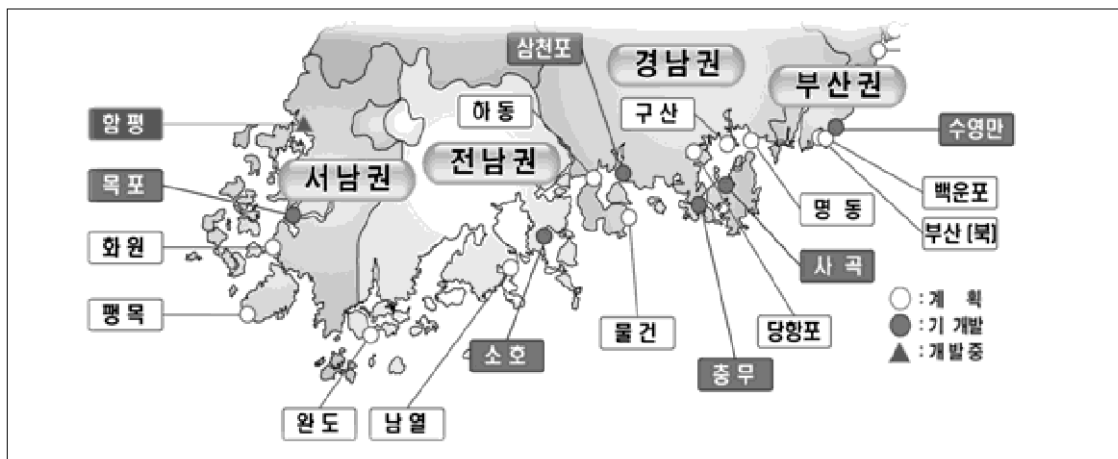 삼천포
경남권
부산권
함평
하동
구산
수영만
목포
서남권
전남권
백운포
명동
부산(북)
화원
사곡
팽목
물건
당항포
소호
충무
완도
남열
○ : 계 획
● : 기 개발
▲ : 개발중